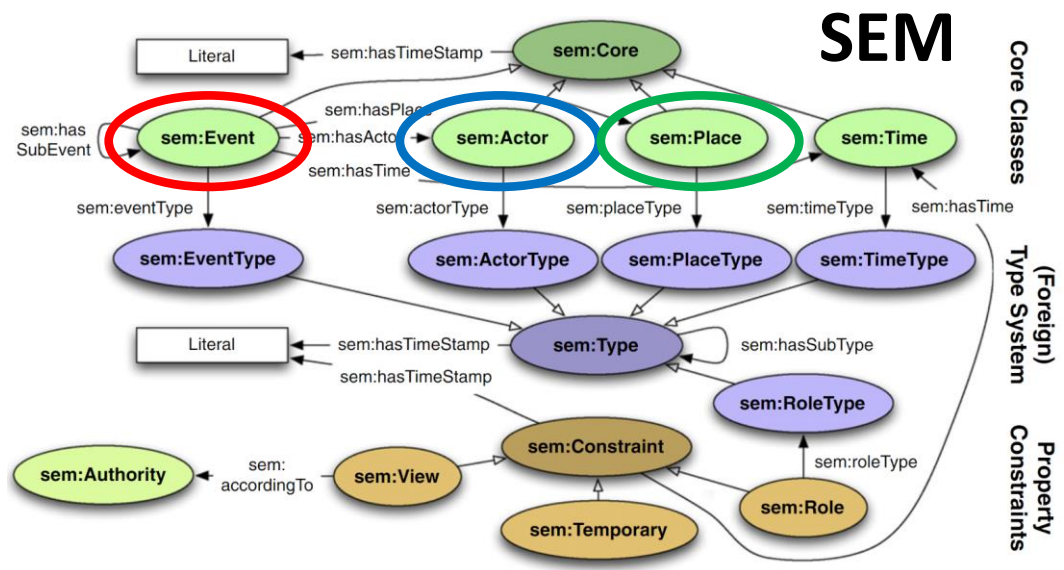 SEM
sem:Core
Literal
sem:hasTimeStamp
sem:hasPlace
sem:has
SubEvent
sem:Event
sem:hasActo
sem:Actor
sem:Place
sem:Time
sem:hasTime
Core Classes
sem:eventType
sem:actorType
sem:placeType
sem:timeType
sem:hasTime
sem:EventType
sem:ActorType
sem:PlaceType
sem:TimeType
(Foreign)
Type System
Literal
sem:hasTimeStamp
sem:Type
sem:hasSubType
sem:hasTimeStamp
sem:RoleType
sem:Constraint
sem:roleType
Property
Constraints
sem:Authority
sem:
accordingTo
sem:View
sem:Role
sem:Temporary